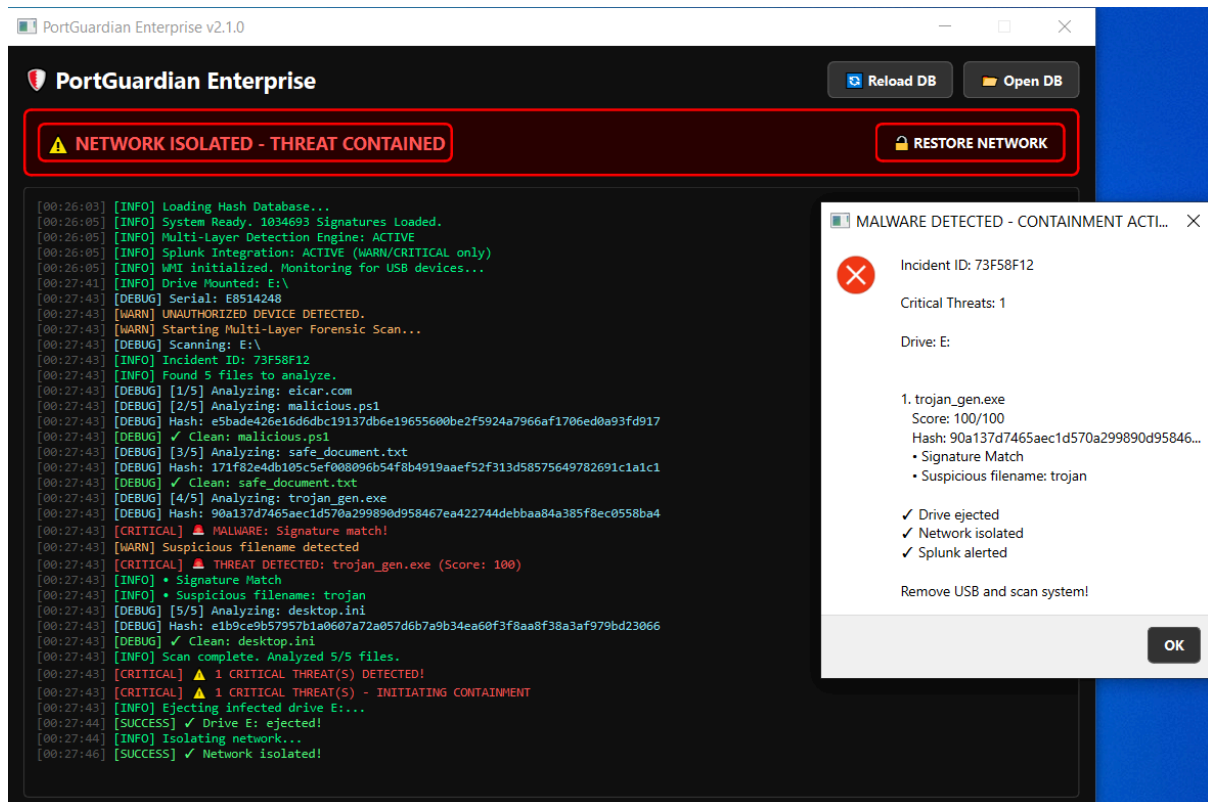 PortGuardian Enterprise v2.1.0
PortGuardian Enterprise
Reload DB
Open DB
NETWORK ISOLATED - THREAT CONTAINED
RESTORE NETWORK
[00:26:03] [INFO] Loading Hash Database...
[00:26:05] [INFO] System Ready. 1034693 Signatures Loaded.
[00:26:05] [INFO] Multi-Layer Detection Engine: ACTIVE
[00:26:05] [INFO] Splunk Integration: ACTIVE (WARN/CRITICAL only)
[00:26:05] [INFO] WMI initialized. Monitoring for USB devices...
[00:27:41] [INFO] Drive Mounted: E:\
[00:27:43] [DEBUG] Serial: E8514248
[00:27:43] [WARN] UNAUTHORIZED DEVICE DETECTED.
[00:27:43] [WARN] Starting Multi-Layer Forensic Scan...
[00:27:43] [DEBUG] Scanning: E:\
[00:27:43] [INFO] Incident ID: 73F58F12
[00:27:43] [INFO] Found 5 files to analyze.
[00:27:43] [DEBUG] [1/5] Analyzing: eicar.com
[00:27:43] [DEBUG] [2/5] Analyzing: malicious.ps1
[00:27:43] [DEBUG] Hash: e5bade426e16d6dbc19137db6e19655600be2f5924a7966af1706ed0a93fd917
[00:27:43] [DEBUG] ✓ Clean: malicious.ps1
[00:27:43] [DEBUG] [3/5] Analyzing: safe_document.txt
[00:27:43] [DEBUG] Hash: 171f82e4db105c5ef008096b54f8b4919aaef52f313d58575649782691c1a1c1
[00:27:43] [DEBUG] ✓ Clean: safe_document.txt
[00:27:43] [DEBUG] [4/5] Analyzing: trojan_gen.exe
[00:27:43] [DEBUG] Hash: 90a137d7465aec1d570a299890d958467ea422744debbaa84a385f8ec0558ba4
[00:27:43] [CRITICAL] 🚨 MALWARE: Signature match!
[00:27:43] [WARN] Suspicious filename detected
[00:27:43] [CRITICAL] 🚨 THREAT DETECTED: trojan_gen.exe (Score: 100)
[00:27:43] [INFO] • Signature Match
[00:27:43] [INFO] • Suspicious filename: trojan
[00:27:43] [DEBUG] [5/5] Analyzing: desktop.ini
[00:27:43] [DEBUG] Hash: e1b9ce9b57957b1a0607a72a057d6b7a9b34ea60f3f8aa8f38a3af979bd23066
[00:27:43] [DEBUG] ✓ Clean: desktop.ini
[00:27:43] [INFO] Scan complete. Analyzed 5/5 files.
[00:27:43] [CRITICAL] ⚠ 1 CRITICAL THREAT(S) DETECTED!
[00:27:43] [CRITICAL] ⚠ 1 CRITICAL THREAT(S) - INITIATING CONTAINMENT
[00:27:43] [INFO] Ejecting infected drive E:...
[00:27:44] [SUCCESS] ✓ Drive E: ejected!
[00:27:44] [INFO] Isolating network...
[00:27:46] [SUCCESS] ✓ Network isolated!
MALWARE DETECTED - CONTAINMENT ACTI...
Incident ID: 73F58F12
Critical Threats: 1
Drive: E:
1. trojan_gen.exe
Score: 100/100
Hash: 90a137d7465aec1d570a299890d95846...
• Signature Match
• Suspicious filename: trojan
✓ Drive ejected
✓ Network isolated
✓ Splunk alerted
Remove USB and scan system!
OK